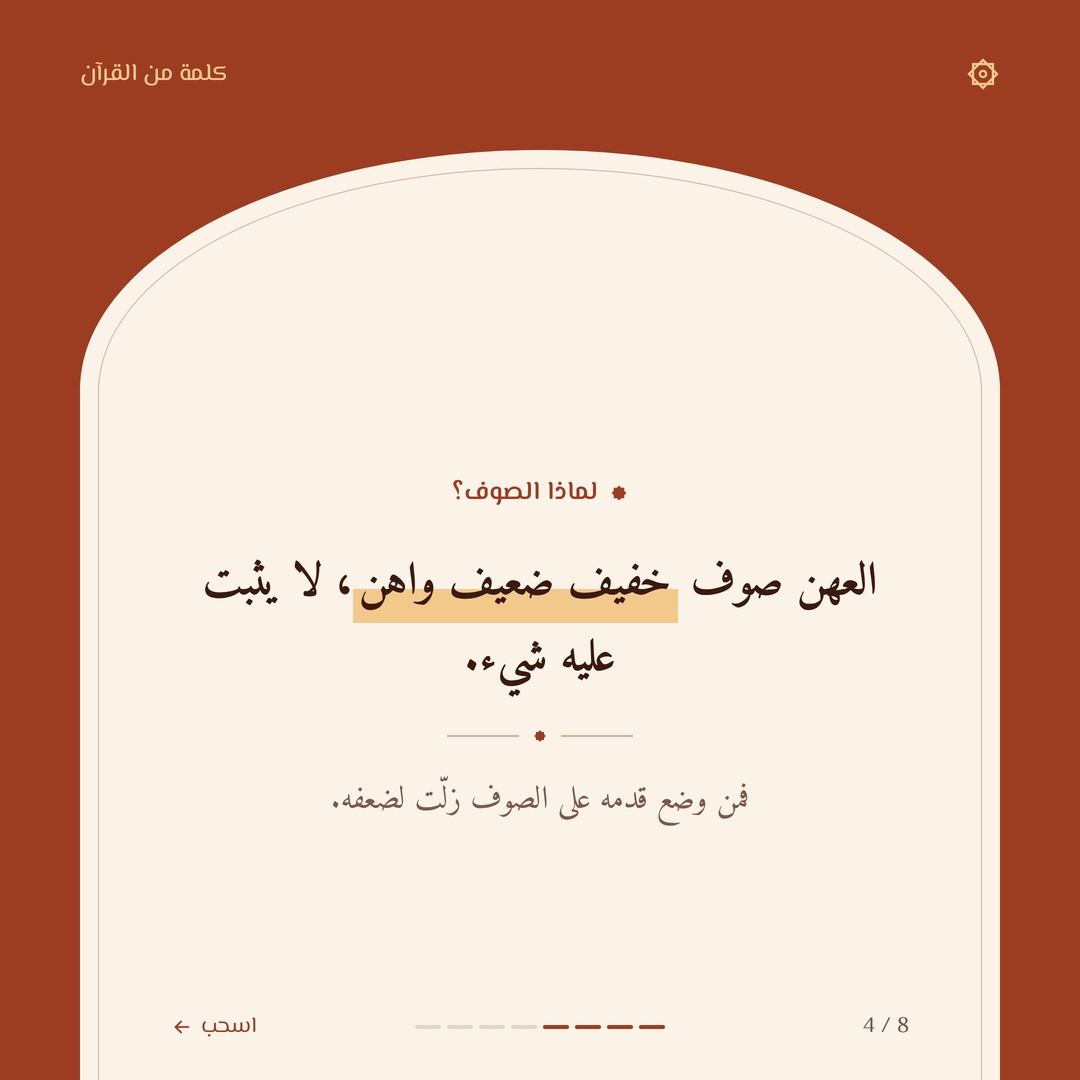 كلمة من القرآن
لماذا الصوف؟
العهن صوف خفيف ضعيف واهن، لا يثبت
عليه شيء.
فمن وضع قدمه على الصوف زلّت لضعفه.
4 / 8
اسحب ←